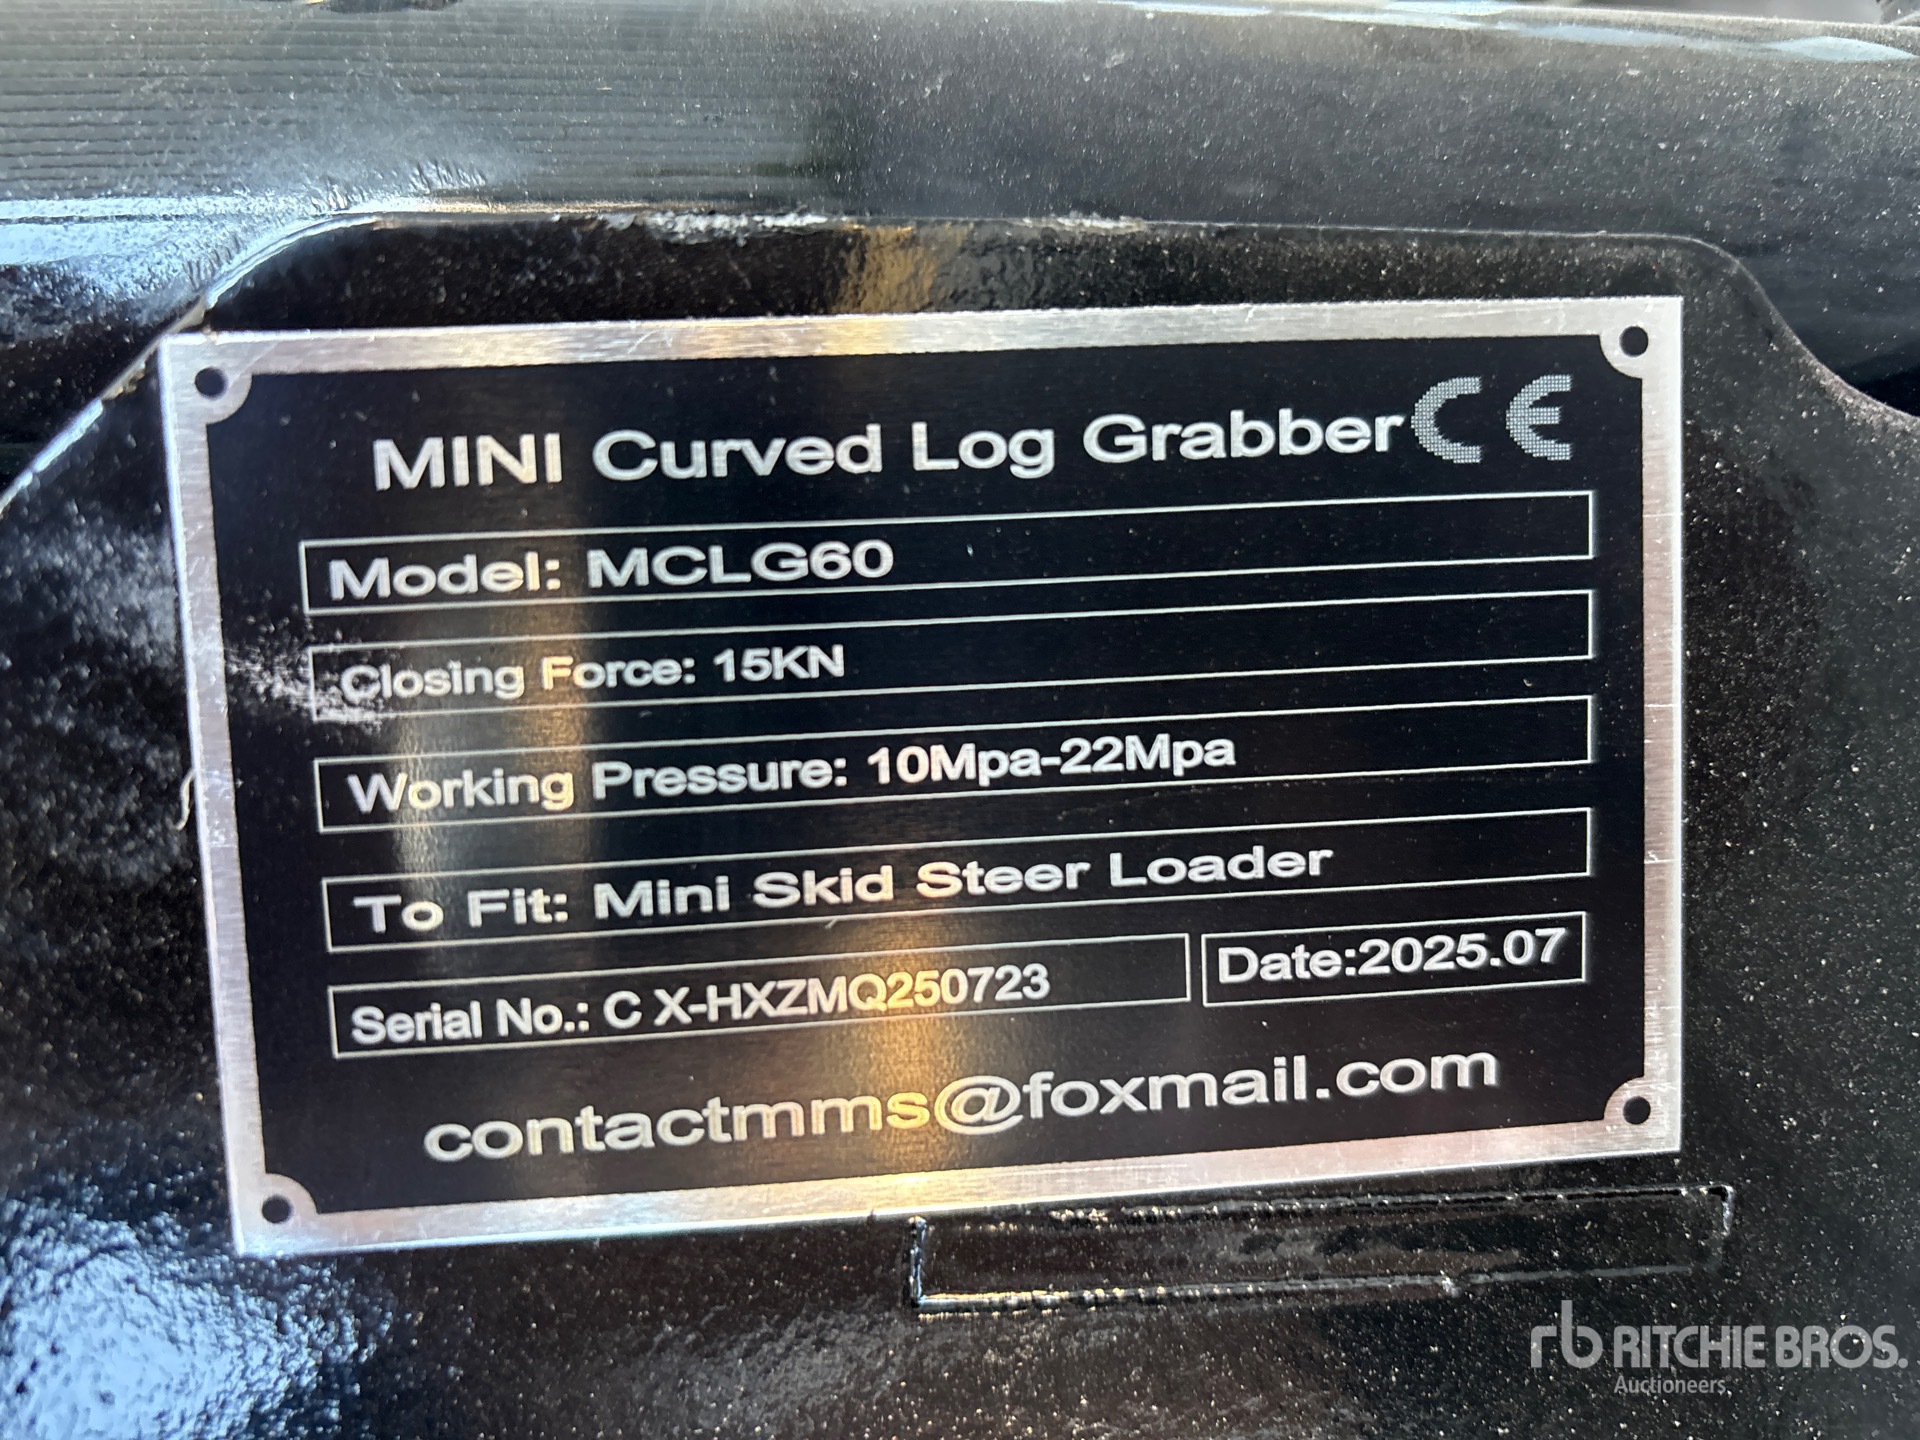 MINI Curved Log Grabber CE
Model: MCLG60
Closing Force: 15KN
Working Pressure: 10Mpa-22Mpa
To Fit: Mini Skid Steer Loader
Serial No.: C X-HXZMQ250723
Date:2025.07
contactmms@foxmail.com
rb RITCHIE BROS.
Auctioneers